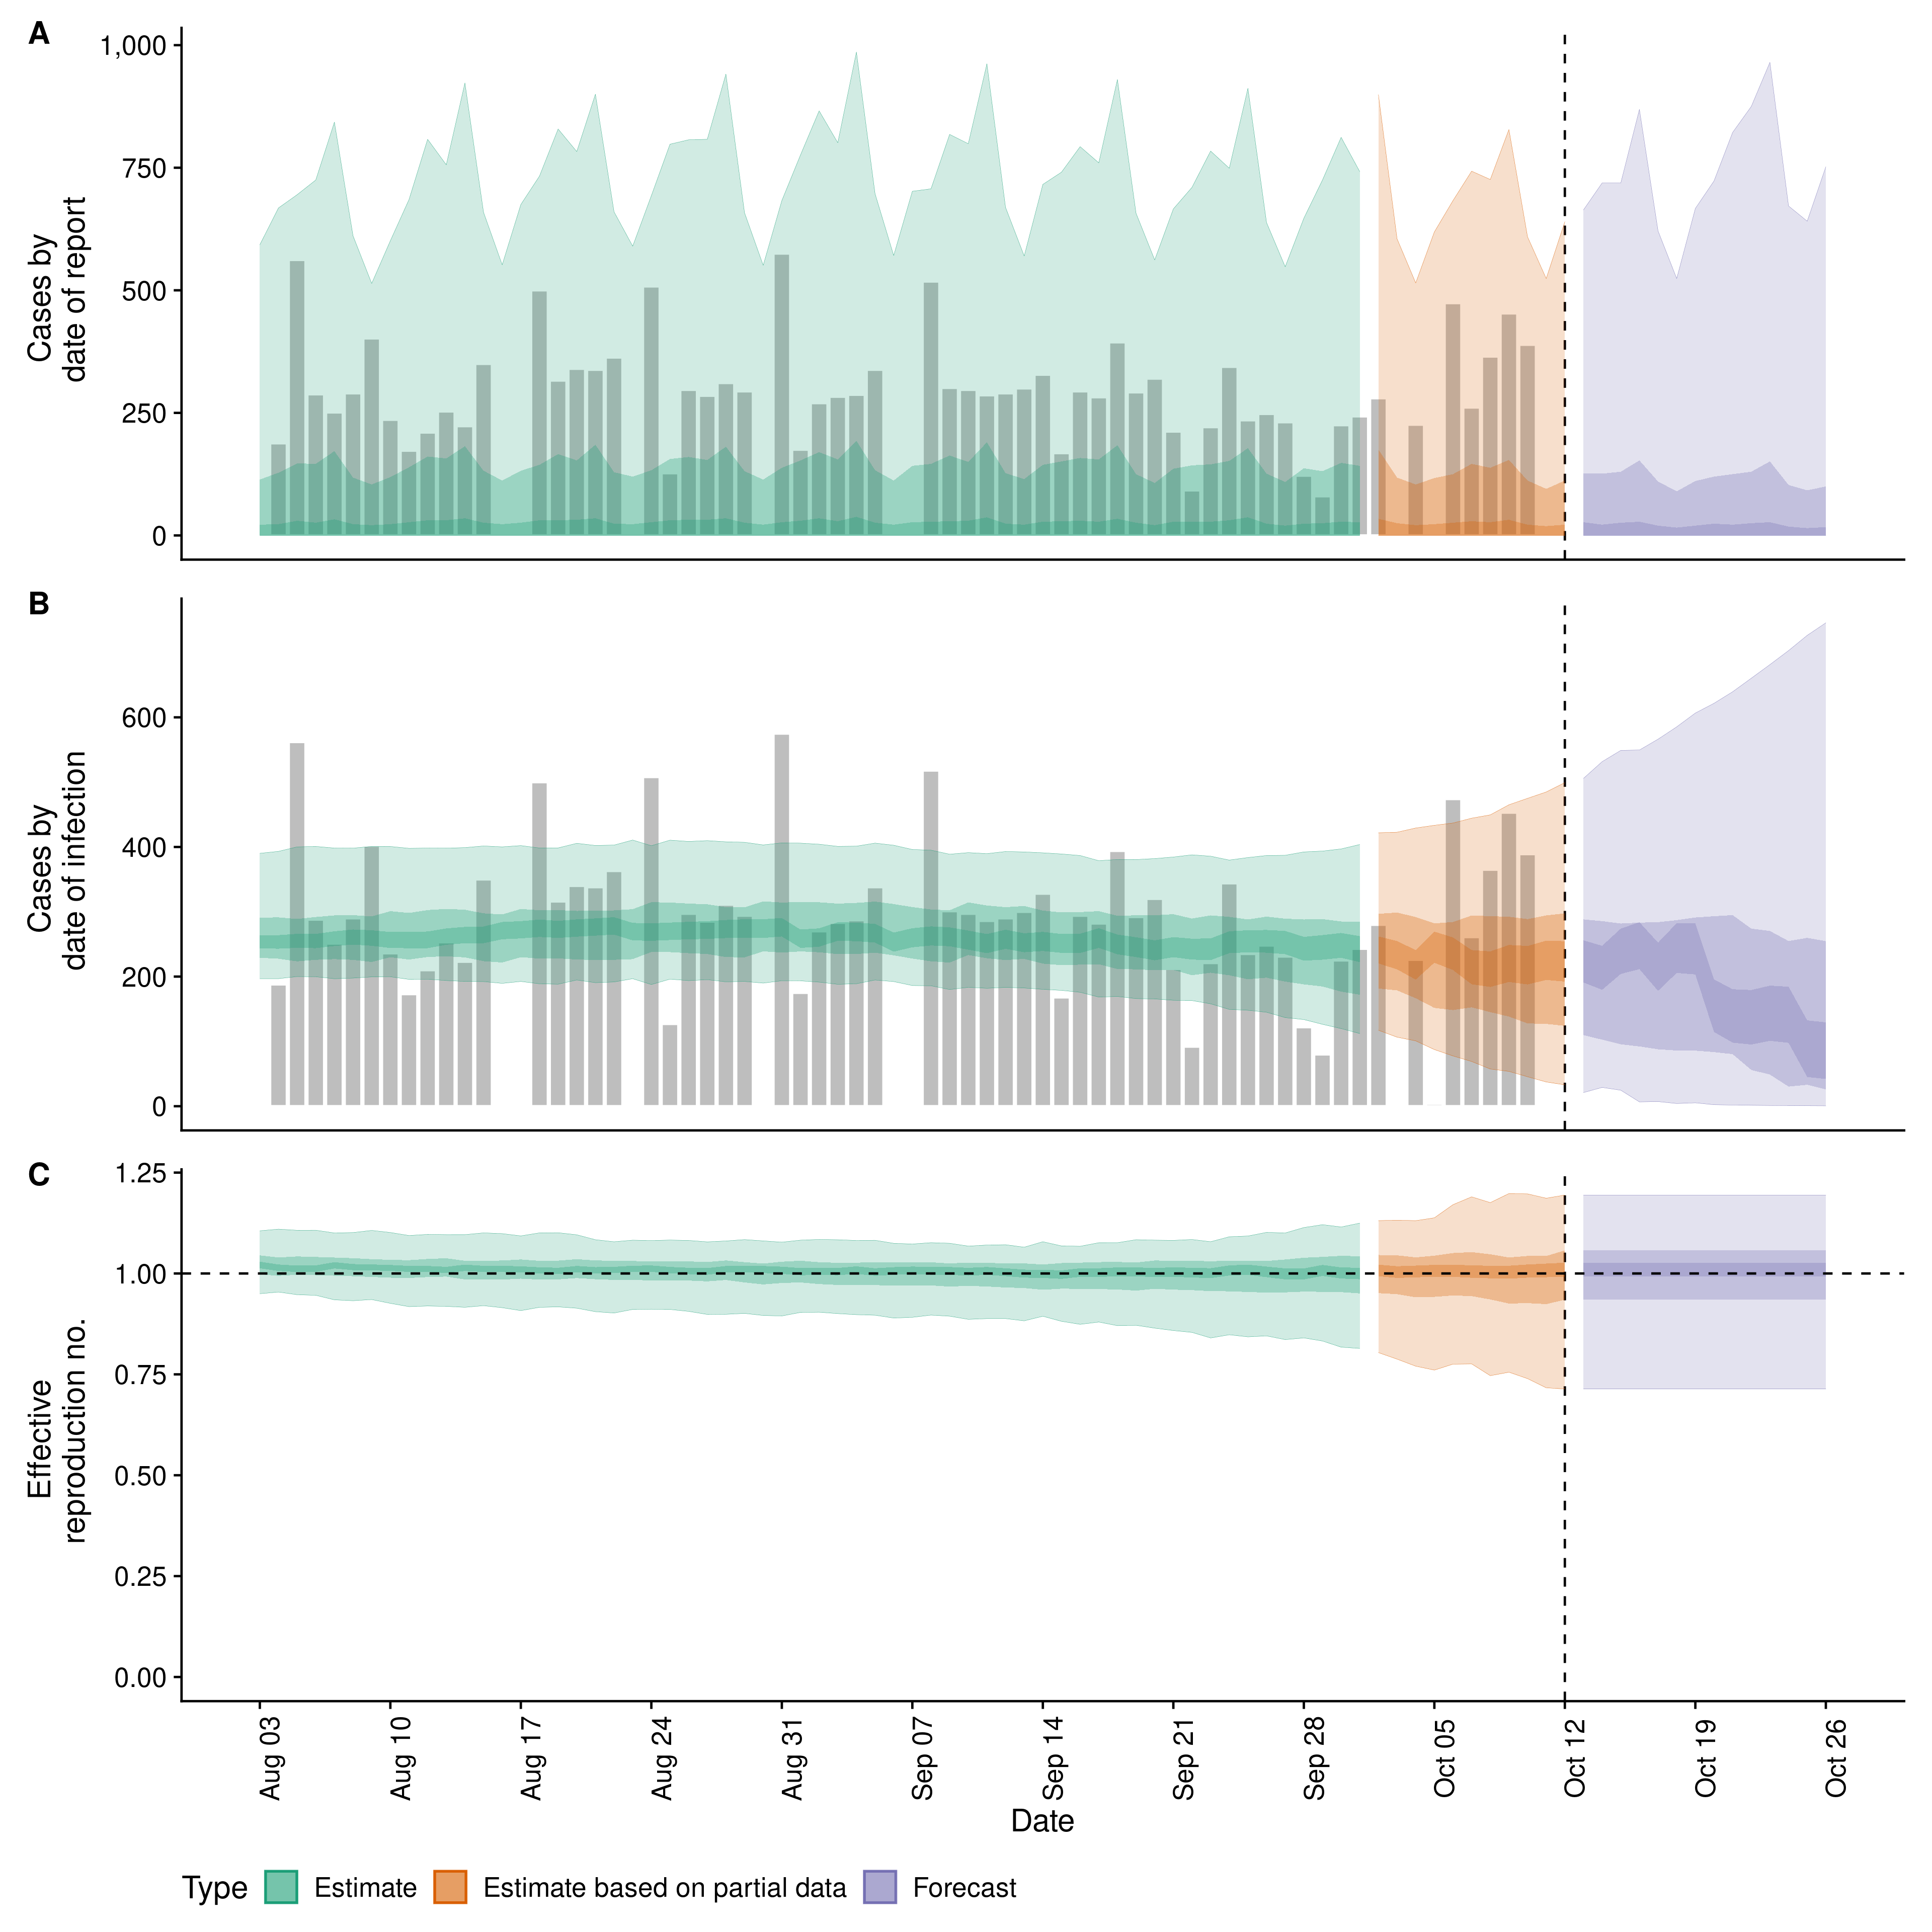 A
Cases by
date of report
1,000
750
500
250
0
B
Cases by
date of infection
600
400
200
0
C
Effective
reproduction no.
1.25
1.00
0.75
0.50
0.25
0.00
Aug 03
Aug 10
Aug 17
Aug 24
Aug 31
Sep 07
Sep 14
Sep 21
Sep 28
Oct 05
Oct 12
Oct 19
Oct 26
Date
Type Estimate Estimate based on partial data Forecast